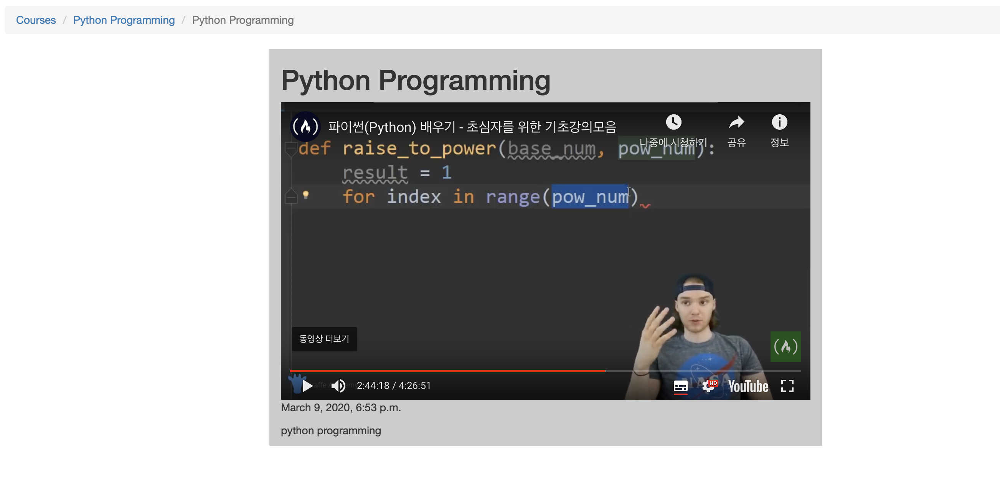 Courses / Python Programming / Python Programming
Python Programming
파이썬(Python) 배우기 - 초심자를 위한 기초강의모음
나중에 시청하기 공유 정보
def raise_to_power(base_num, pow_num):
result = 1
for index in range(pow_num)
동영상 더보기
NASA
2:44:18 / 4:26:51 HD YouTube
March 9, 2020, 6:53 p.m.
python programming